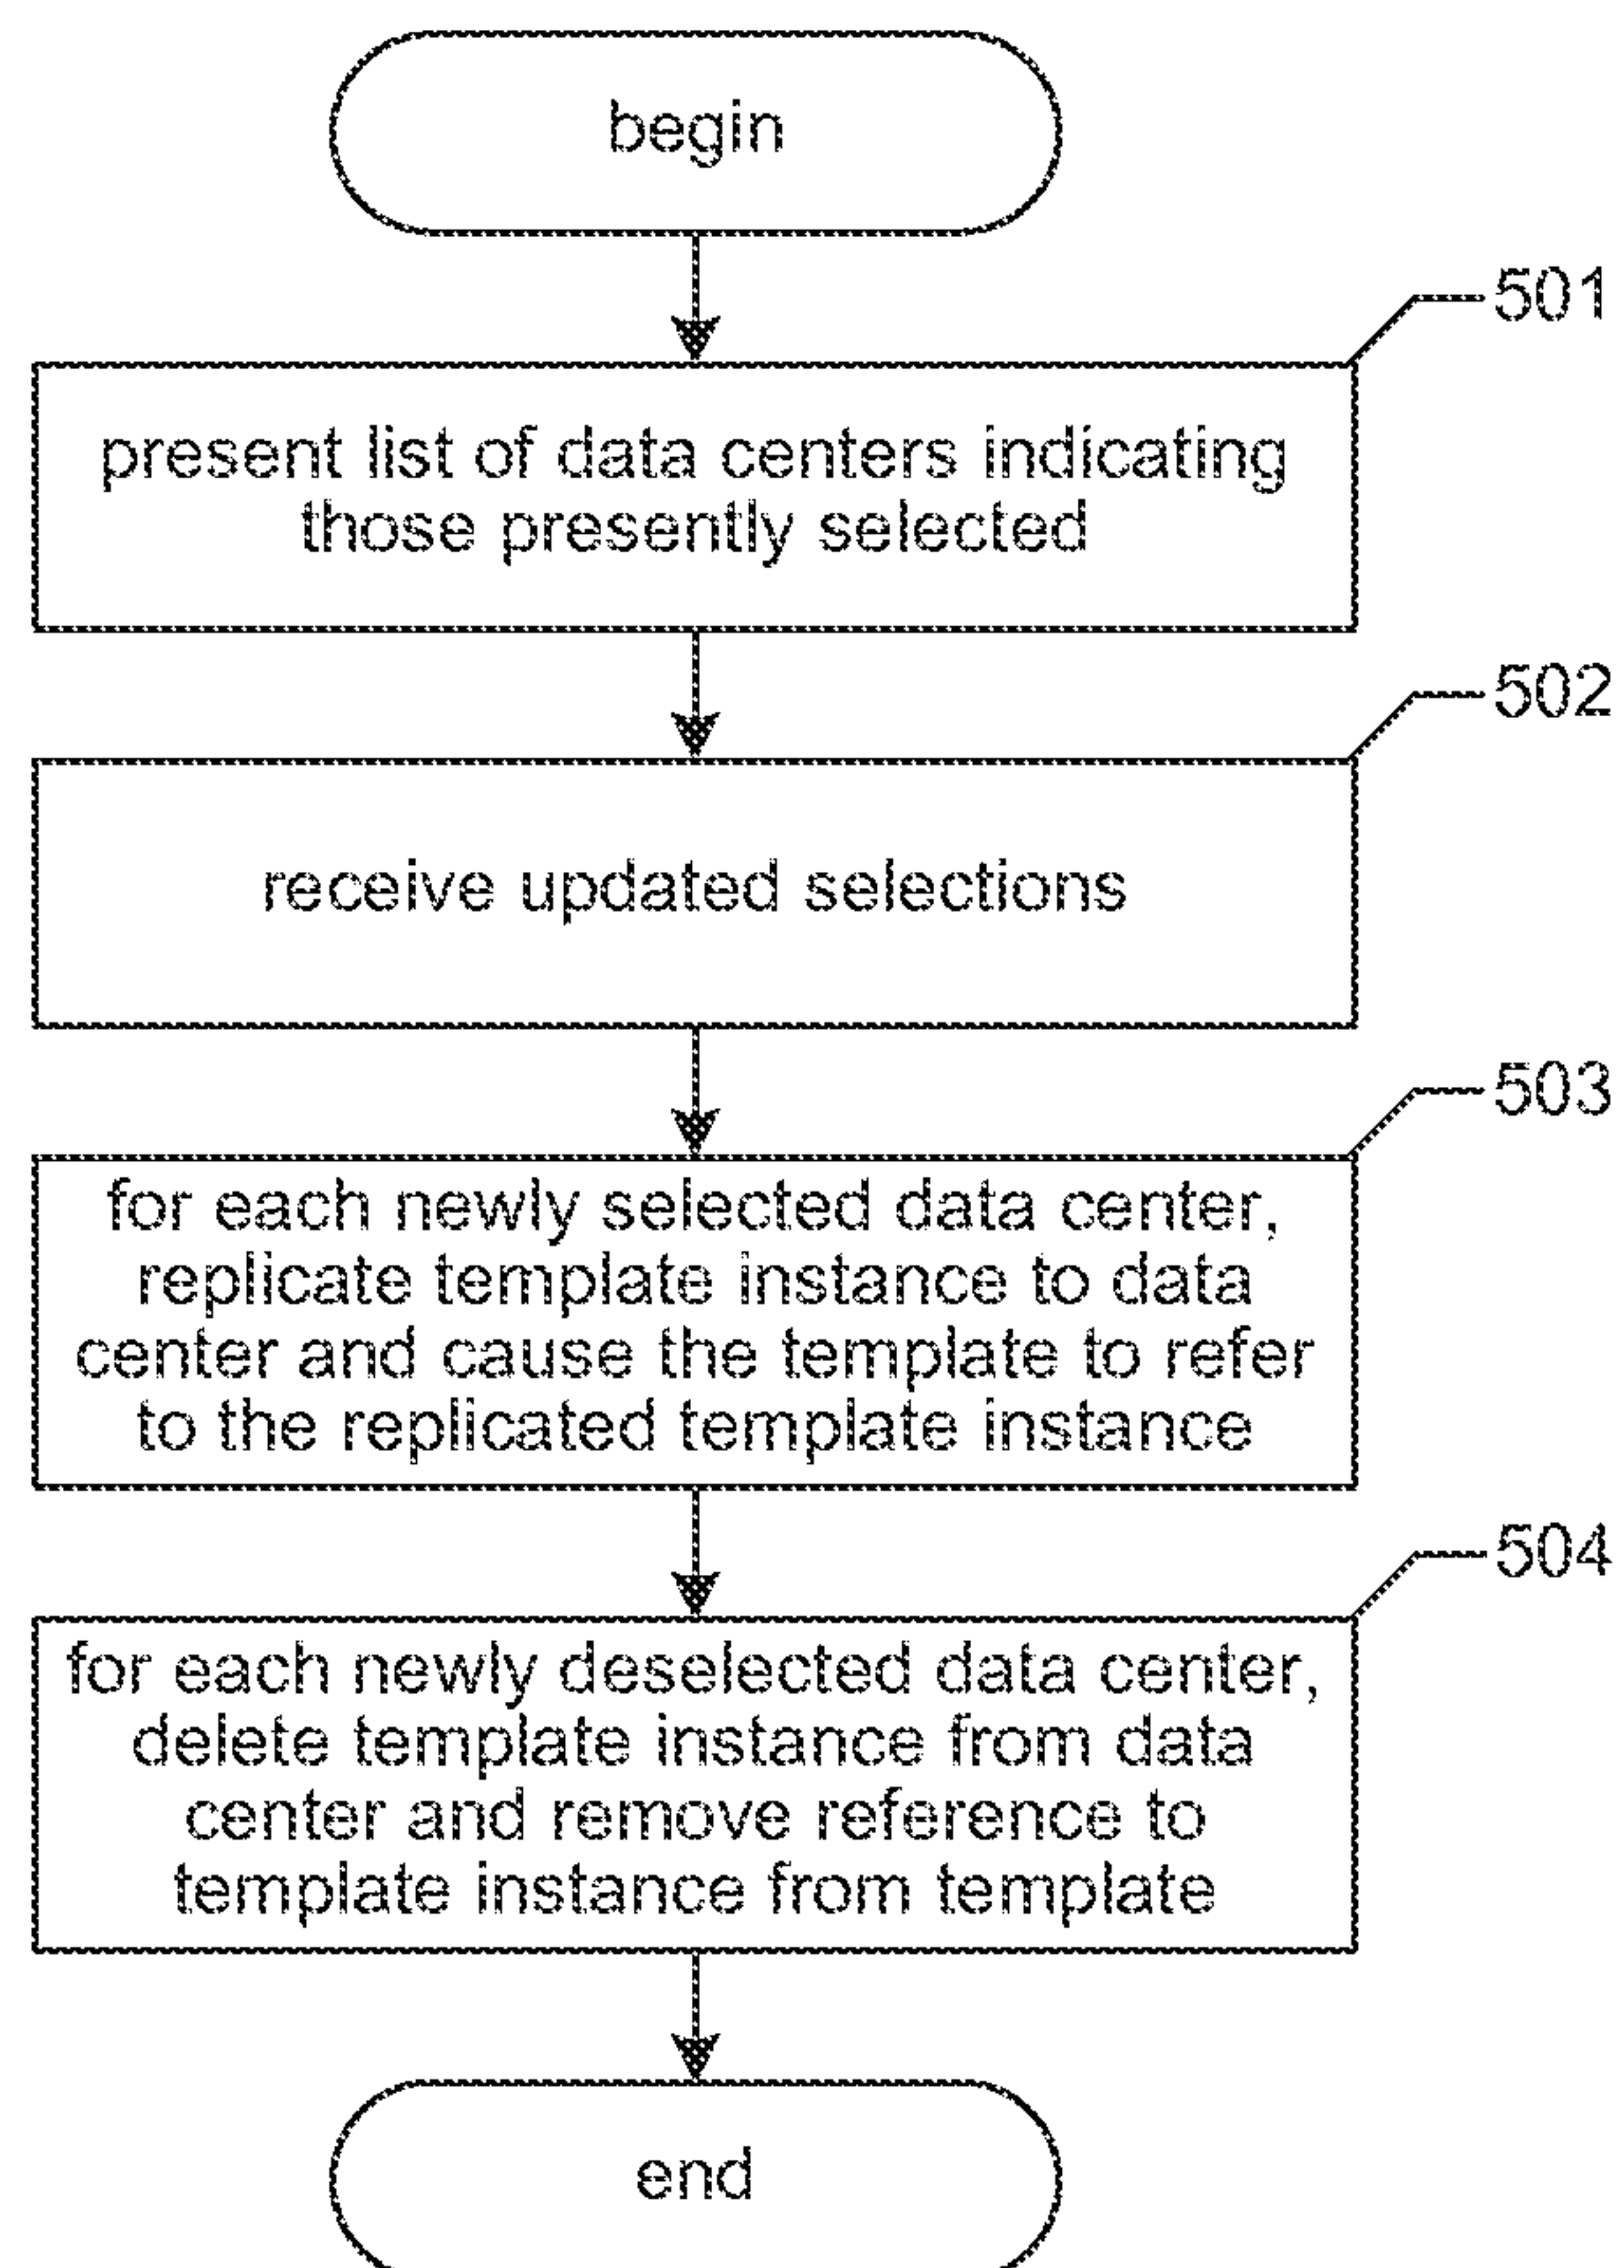 begin
501
present list of data centers indicating
those presently selected
502
receive updated selections
503
for each newly selected data center,
replicate template instance to data
center and cause the template to refer
to the replicated template instance
504
for each newly deselected data center,
delete template instance from data
center and remove reference to
template instance from template
end